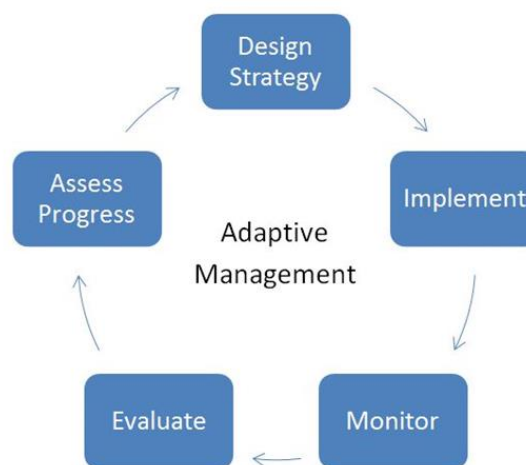 Design
Strategy
Implement
Monitor
Evaluate
Assess
Progress
Adaptive
Management